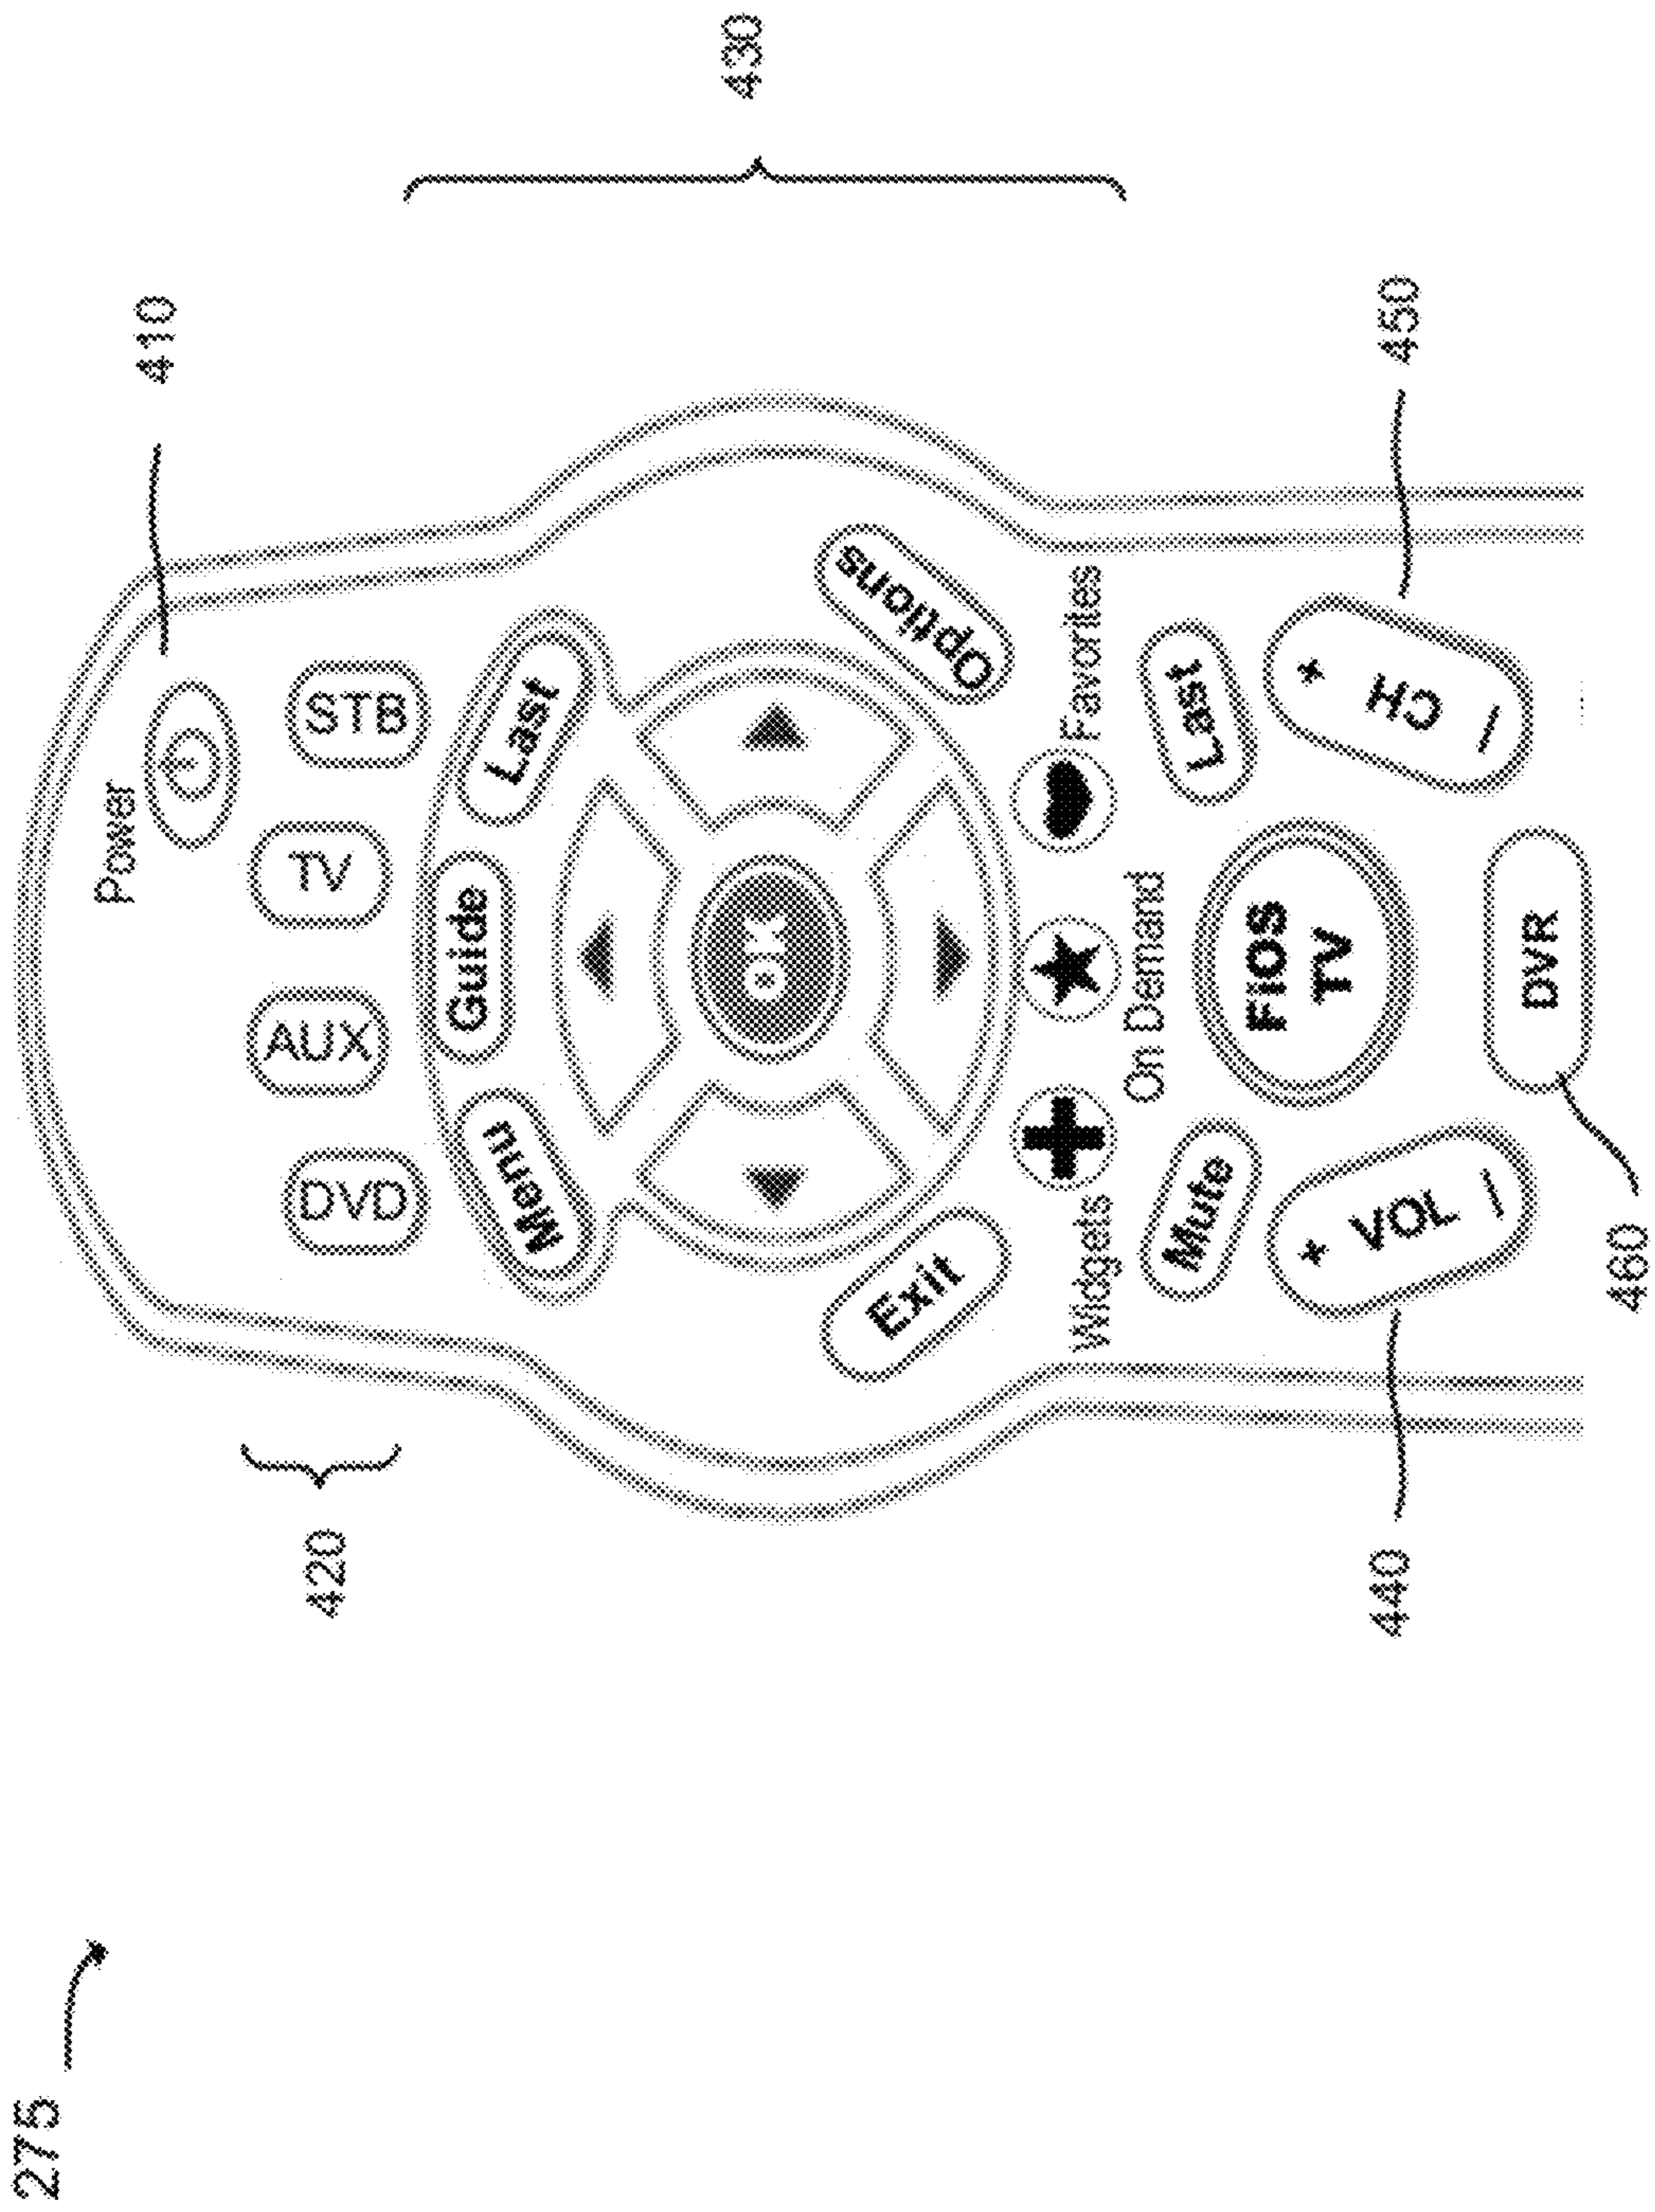 275
Power
410
DVD
AUX
TV
STB
420
Menu
Guide
Last
OK
430
Exit
Options
Widgets
On Demand
Favorites
Mute
Last
FiOS
TV
+
VOL
−
+
CH
−
440
450
DVR
460